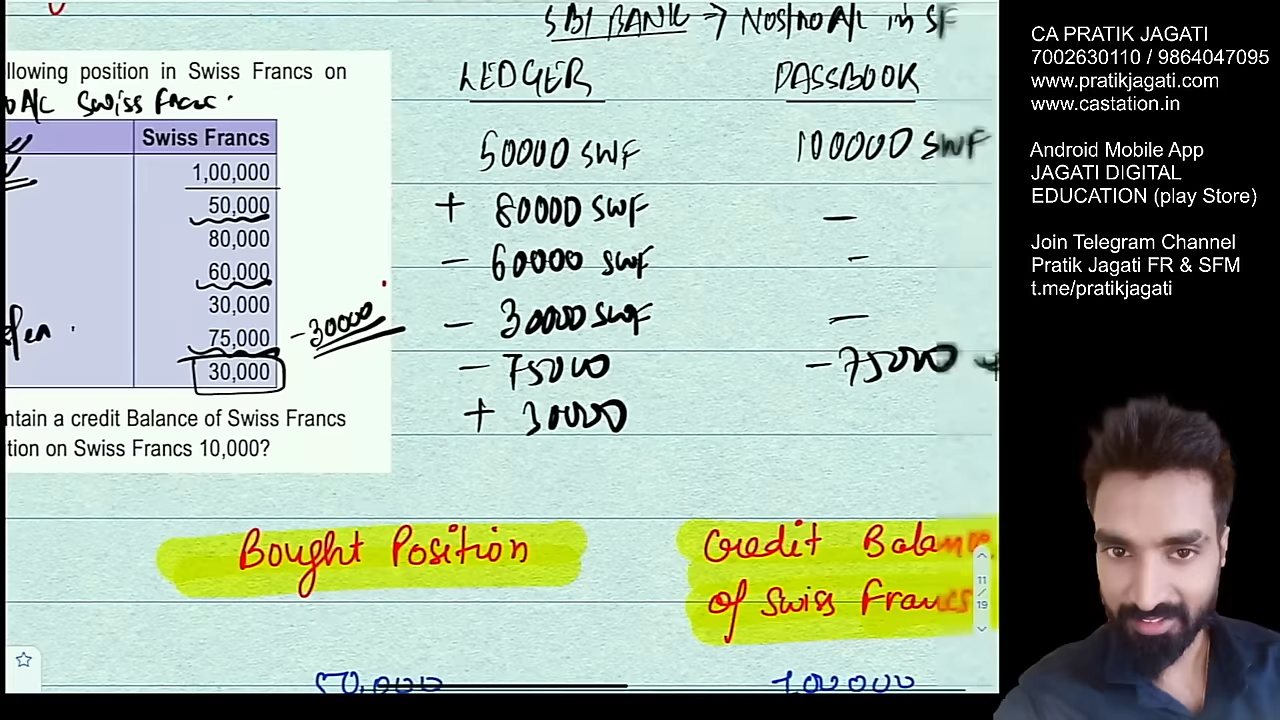 SBI BANK → Nostro A/c in SF
LEDGER PASSBOOK
llowing position in Swiss Francs on
o A/C Swiss Franc.
Swiss Francs
1,00,000
50,000
80,000
60,000
30,000
75,000
30,000
-30000
50000 SWF 100000 SWF
+ 80000 SWF —
- 60000 SWF -
- 30000 SWF —
- 75000 - 75000
+ 30000
ntain a credit Balance of Swiss Francs
tion on Swiss Francs 10,000?
Bought Position
Credit Balance
of Swiss Francs
50,000 100000
11
/
19
CA PRATIK JAGATI
7002630110 / 9864047095
www.pratikjagati.com
www.castation.in
Android Mobile App
JAGATI DIGITAL
EDUCATION (play Store)
Join Telegram Channel
Pratik Jagati FR & SFM
t.me/pratikjagati